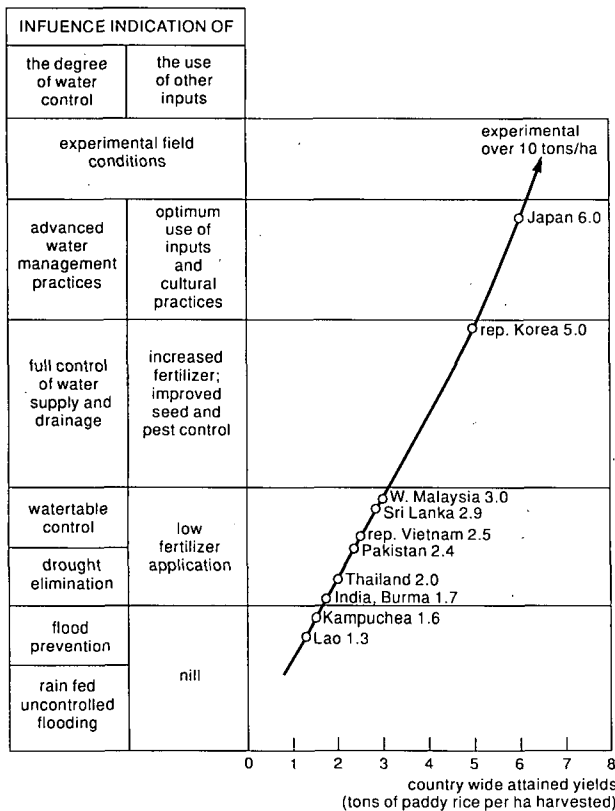 INFUENCE INDICATION OF
the degree
of water
control
the use
of other
inputs
experimental field
conditions
experimental
over 10 tons/ha
advanced
water
management
practices
optimum
use of
inputs
and
cultural
practices
Japan 6.0
rep. Korea 5.0
full control
of water
supply and
drainage
increased
fertilizer;
improved
seed and
pest control
watertable
control
low
fertilizer
application
W. Malaysia 3.0
Sri Lanka 2.9
rep. Vietnam 2.5
Pakistan 2.4
drought
elimination
Thailand 2.0
India, Burma 1.7
flood
prevention
Kampuchea 1.6
Lao 1.3
nill
rain fed
uncontrolled
flooding
0 1 2 3 4 5 6 7 8
country wide attained yields
(tons of paddy rice per ha harvested)